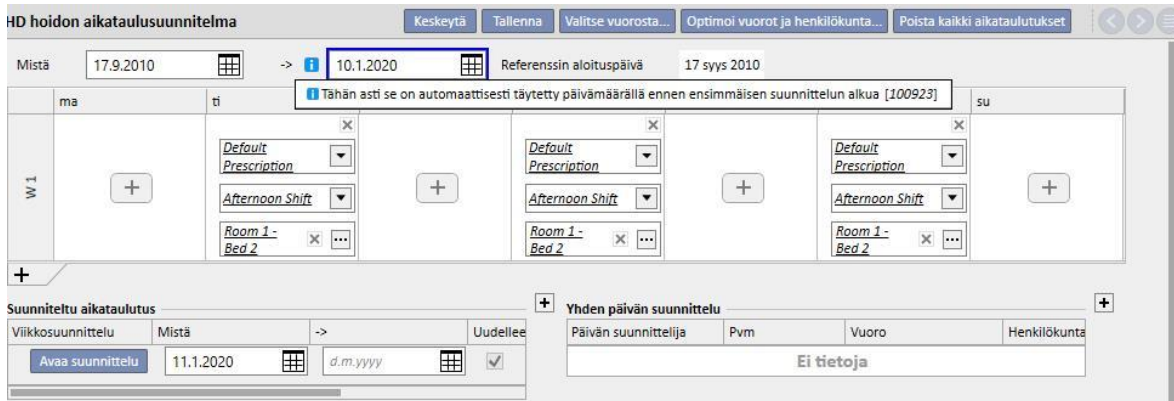 HD hoidon aikataulusuunnitelma Keskeytä Tallenna Valitse vuorosta... Optimoi vuorot ja henkilökunta... Poista kaikki aikataulutukset
Mistä 17.9.2010 -> 10.1.2020 Referenssin aloituspäivä 17 syys 2010
Tähän asti se on automaattisesti täytetty päivämäärällä ennen ensimmäisen suunnittelun alkua [100923]
ma ti su
W 1
Default
Prescription
Afternoon Shift
Room 1 -
Bed 2
Default
Prescription
Afternoon Shift
Room 1 -
Bed 2
Default
Prescription
Afternoon Shift
Room 1 -
Bed 2
Suunniteltu aikataulutus
Viikkosuunnittelu Mistä -> Uudellee
Avaa suunnittelu 11.1.2020 d.m.yyyy
Yhden päivän suunnittelu
Päivän suunnittelija Pvm Vuoro Henkilökunta
Ei tietoja